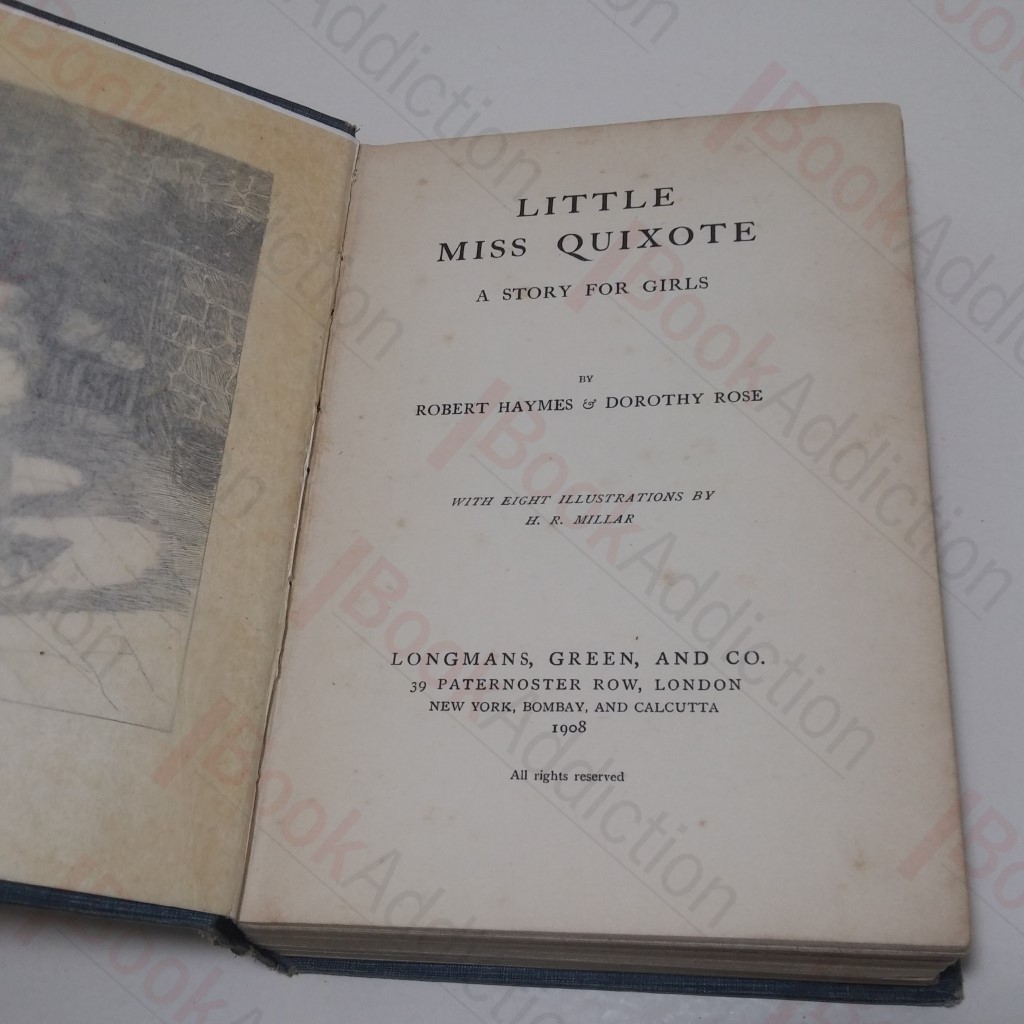 LITTLE
MISS QUIXOTE
A STORY FOR GIRLS
BY
ROBERT HAYMES & DOROTHY ROSE
WITH EIGHT ILLUSTRATIONS BY
H. R. MILLAR
LONGMANS, GREEN, AND CO.
39 PATERNOSTER ROW, LONDON
NEW YORK, BOMBAY, AND CALCUTTA
1908
All rights reserved
BookAddiction